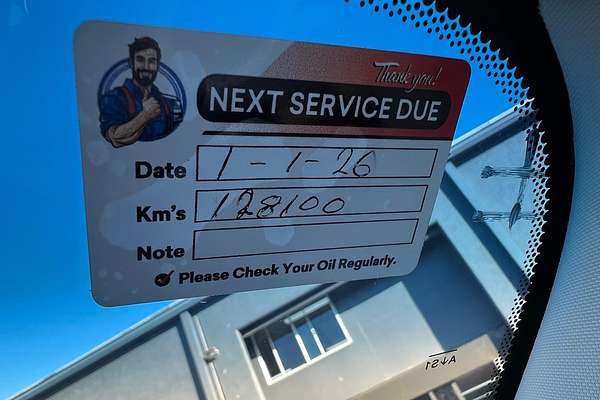 Thank you!
NEXT SERVICE DUE
Date 1-1-26
Km's 128100
Note
Please Check Your Oil Regularly.